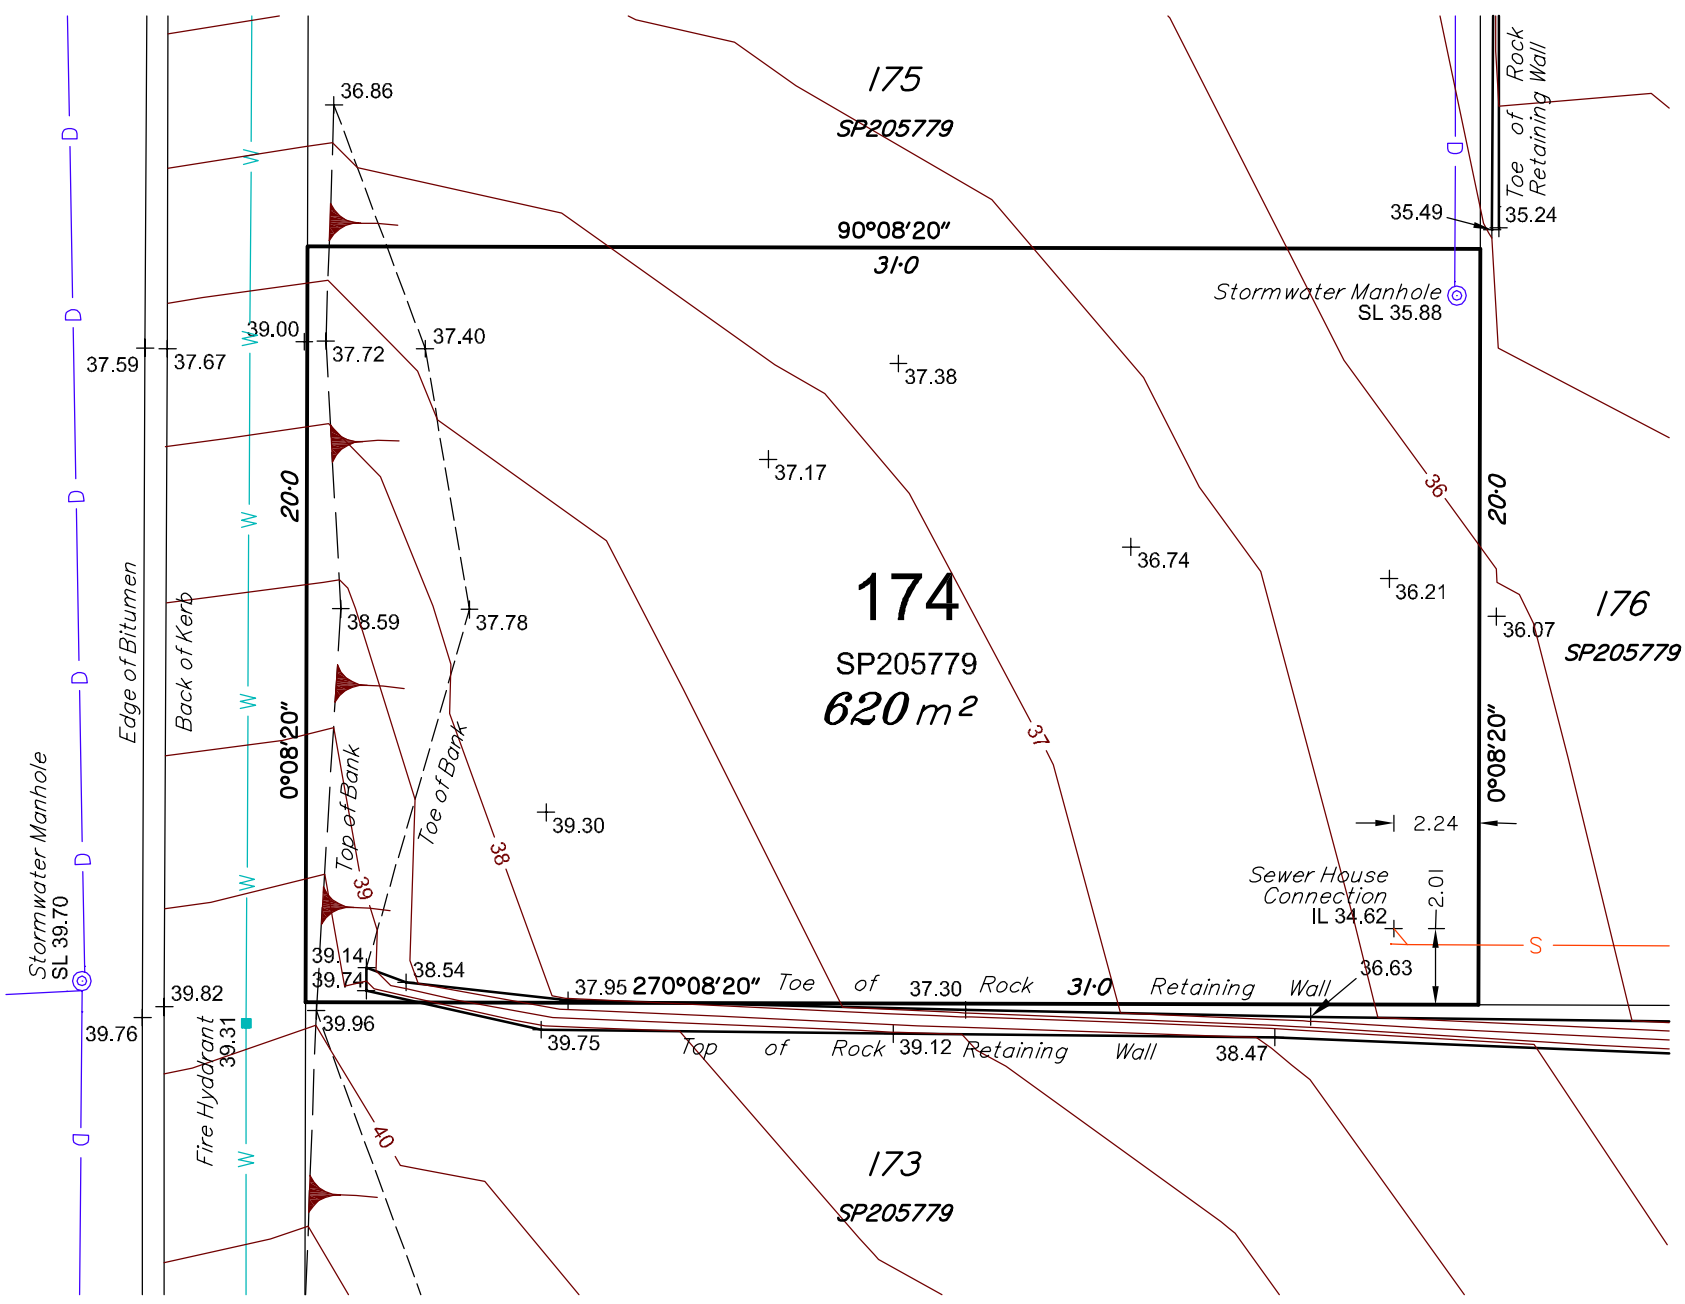 D
W
36.86
175
SP205779
Toe of Rock
Retaining Wall
D
W
35.49
35.24
90°08'20"
31·0
Stormwater Manhole
SL 35.88
D
39.00
W
37.59
37.67
37.72
37.40
37.38
37.17
36
20·0
20·0
D
W
36.74
36.21
174
SP205779
620 m²
38.59
37.78
36.07
176
SP205779
Edge of Bitumen
Back of Kerb
D
W
37
0°08'20"
0°08'20"
Top of Bank
Toe of Bank
39.30
2.24
Stormwater Manhole
SL 39.70
D
W
38
39
Sewer House
Connection
IL 34.62
2.01
S
39.14
39.74
38.54
36.63
37.95
270°08'20"
Toe of Rock
37.30
31·0
Retaining Wall
39.82
39.76
39.96
39.75
Top of Rock
39.12
Retaining Wall
38.47
Fire Hydrant
39.31
D
W
40
173
SP205779